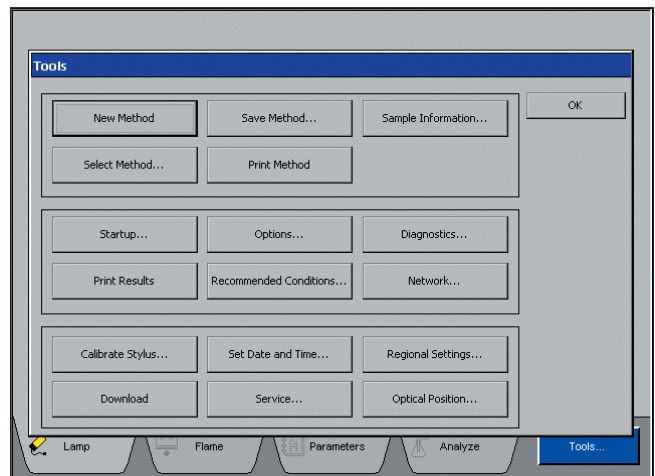 Tools
New Method Save Method... Sample Information... OK
Select Method... Print Method
Startup... Options... Diagnostics...
Print Results Recommended Conditions... Network...
Calibrate Stylus... Set Date and Time... Regional Settings...
Download Service... Optical Position...
Lamp Flame Parameters Analyze Tools...